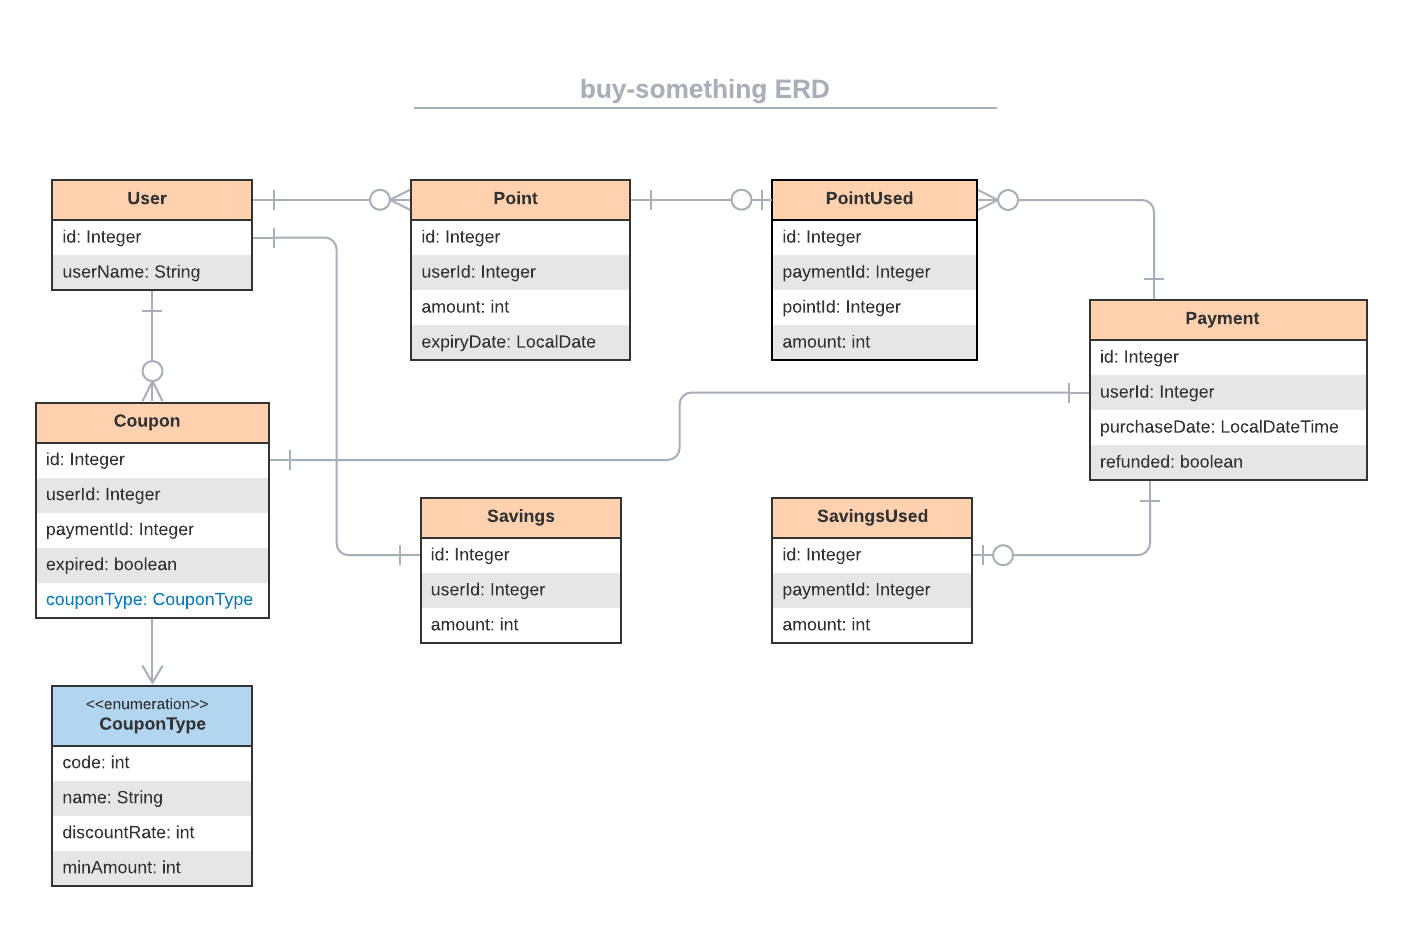 buy-something ERD
User
id: Integer
userName: String
Point
id: Integer
userId: Integer
amount: int
expiryDate: LocalDate
PointUsed
id: Integer
paymentId: Integer
pointId: Integer
amount: int
Payment
id: Integer
userId: Integer
purchaseDate: LocalDateTime
refunded: boolean
Coupon
id: Integer
userId: Integer
paymentId: Integer
expired: boolean
couponType: CouponType
Savings
id: Integer
userId: Integer
amount: int
SavingsUsed
id: Integer
paymentId: Integer
amount: int
<<enumeration>>
CouponType
code: int
name: String
discountRate: int
minAmount: int